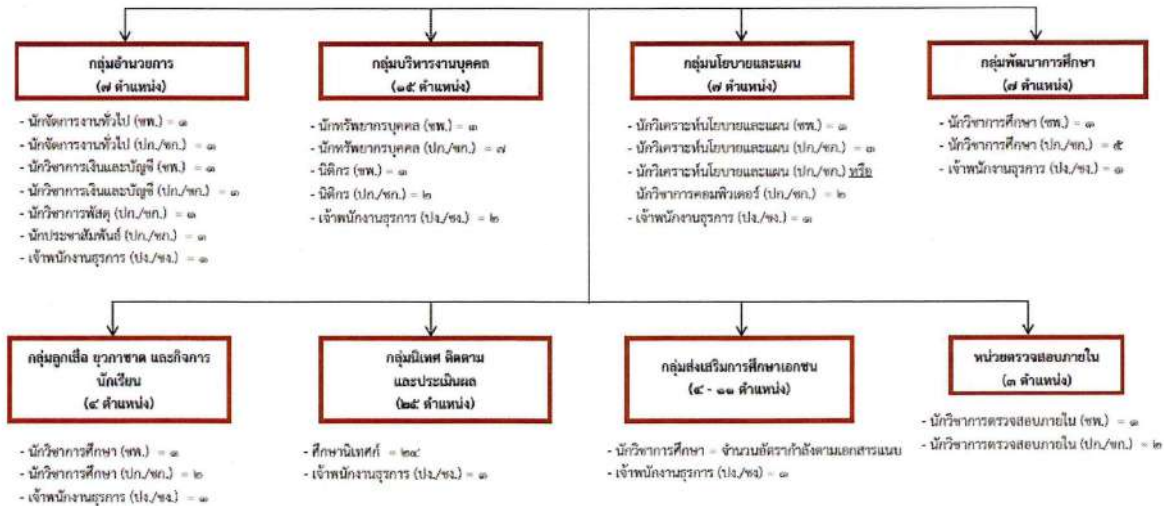 กลุ่มอำนวยการ
(๗ ตำแหน่ง)
- นักจัดการงานทั่วไป (ชพ.) = ๑
- นักจัดการงานทั่วไป (ปก./ชก.) = ๑
- นักวิชาการเงินและบัญชี (ชพ.) = ๑
- นักวิชาการเงินและบัญชี (ปก./ชก.) = ๑
- นักวิชาการพัสดุ (ปก./ชก.) = ๑
- นักประชาสัมพันธ์ (ปก./ชก.) = ๑
- เจ้าพนักงานธุรการ (ปง./ชง.) = ๑
กลุ่มบริหารงานบุคคล
(๑๕ ตำแหน่ง)
- นักทรัพยากรบุคคล (ชพ.) = ๓
- นักทรัพยากรบุคคล (ปก./ชก.) = ๗
- นิติกร (ชพ.) = ๑
- นิติกร (ปก./ชก.) = ๒
- เจ้าพนักงานธุรการ (ปง./ชง.) = ๒
กลุ่มนโยบายและแผน
(๗ ตำแหน่ง)
- นักวิเคราะห์นโยบายและแผน (ชพ.) = ๑
- นักวิเคราะห์นโยบายและแผน (ปก./ชก.) = ๓
- นักวิเคราะห์นโยบายและแผน (ปก./ชก.) หรือ
นักวิชาการคอมพิวเตอร์ (ปก./ชก.) = ๒
- เจ้าพนักงานธุรการ (ปง./ชง.) = ๑
กลุ่มพัฒนาการศึกษา
(๗ ตำแหน่ง)
- นักวิชาการศึกษา (ชพ.) = ๑
- นักวิชาการศึกษา (ปก./ชก.) = ๕
- เจ้าพนักงานธุรการ (ปง./ชง.) = ๑
กลุ่มลูกเสือ ยุวกาชาด และกิจการ
นักเรียน
(๔ ตำแหน่ง)
- นักวิชาการศึกษา (ชพ.) = ๑
- นักวิชาการศึกษา (ปก./ชก.) = ๒
- เจ้าพนักงานธุรการ (ปง./ชง.) = ๑
กลุ่มนิเทศ ติดตาม
และประเมินผล
(๒๕ ตำแหน่ง)
- ศึกษานิเทศก์ = ๒๔
- เจ้าพนักงานธุรการ (ปง./ชง.) = ๑
กลุ่มส่งเสริมการศึกษาเอกชน
(๔ - ๑๑ ตำแหน่ง)
- นักวิชาการศึกษา = จำนวนอัตรากำลังตามเอกสารแนบ
- เจ้าพนักงานธุรการ (ปง./ชง) = ๑
หน่วยตรวจสอบภายใน
(๓ ตำแหน่ง)
- นักวิชาการตรวจสอบภายใน (ชพ.) = ๑
- นักวิชาการตรวจสอบภายใน (ปก./ชก.) = ๒